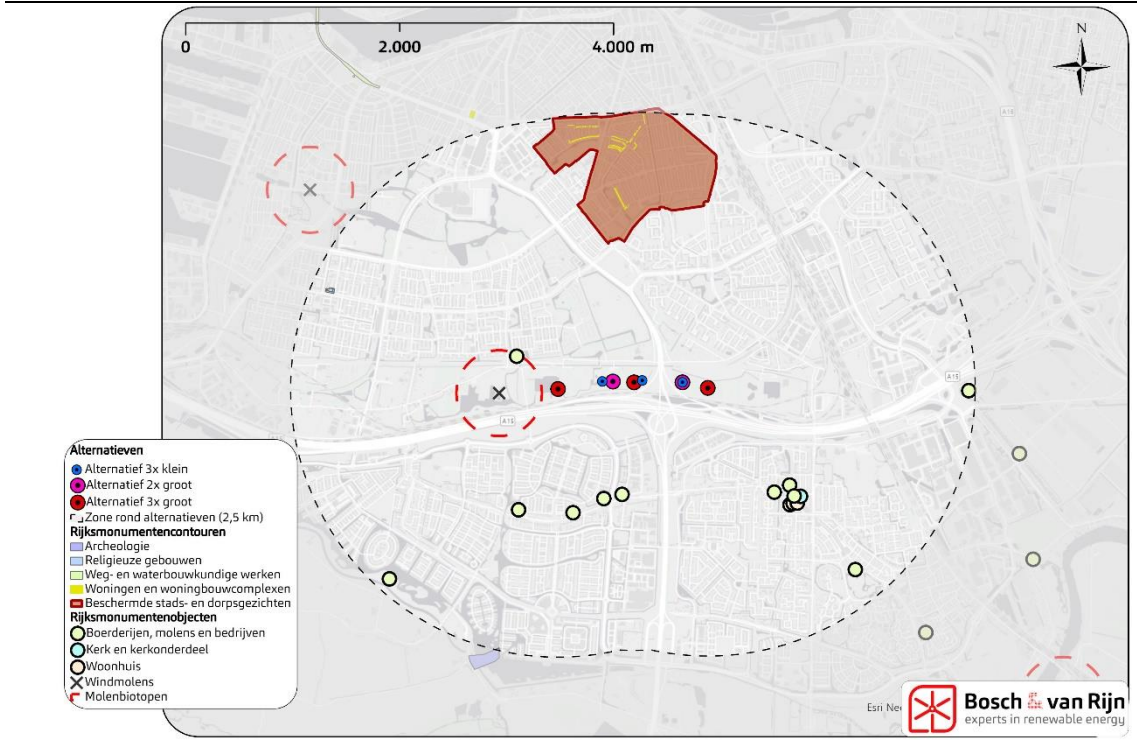 0 2.000 4.000 m
N
A15
A15
A15
Alternatieven
Alternatief 3x klein
Alternatief 2x groot
Alternatief 3x groot
Zone rond alternatieven (2,5 km)
Rijksmonumentencontouren
Archeologie
Religieuze gebouwen
Weg- en waterbouwkundige werken
Woningen en woningbouwcomplexen
Beschermde stads- en dorpsgezichten
Rijksmonumentenobjecten
Boerderijen, molens en bedrijven
Kerk en kerkonderdeel
Woonhuis
Windmolens
Molenbiotopen
Esri
Bosch & van Rijn
experts in renewable energy